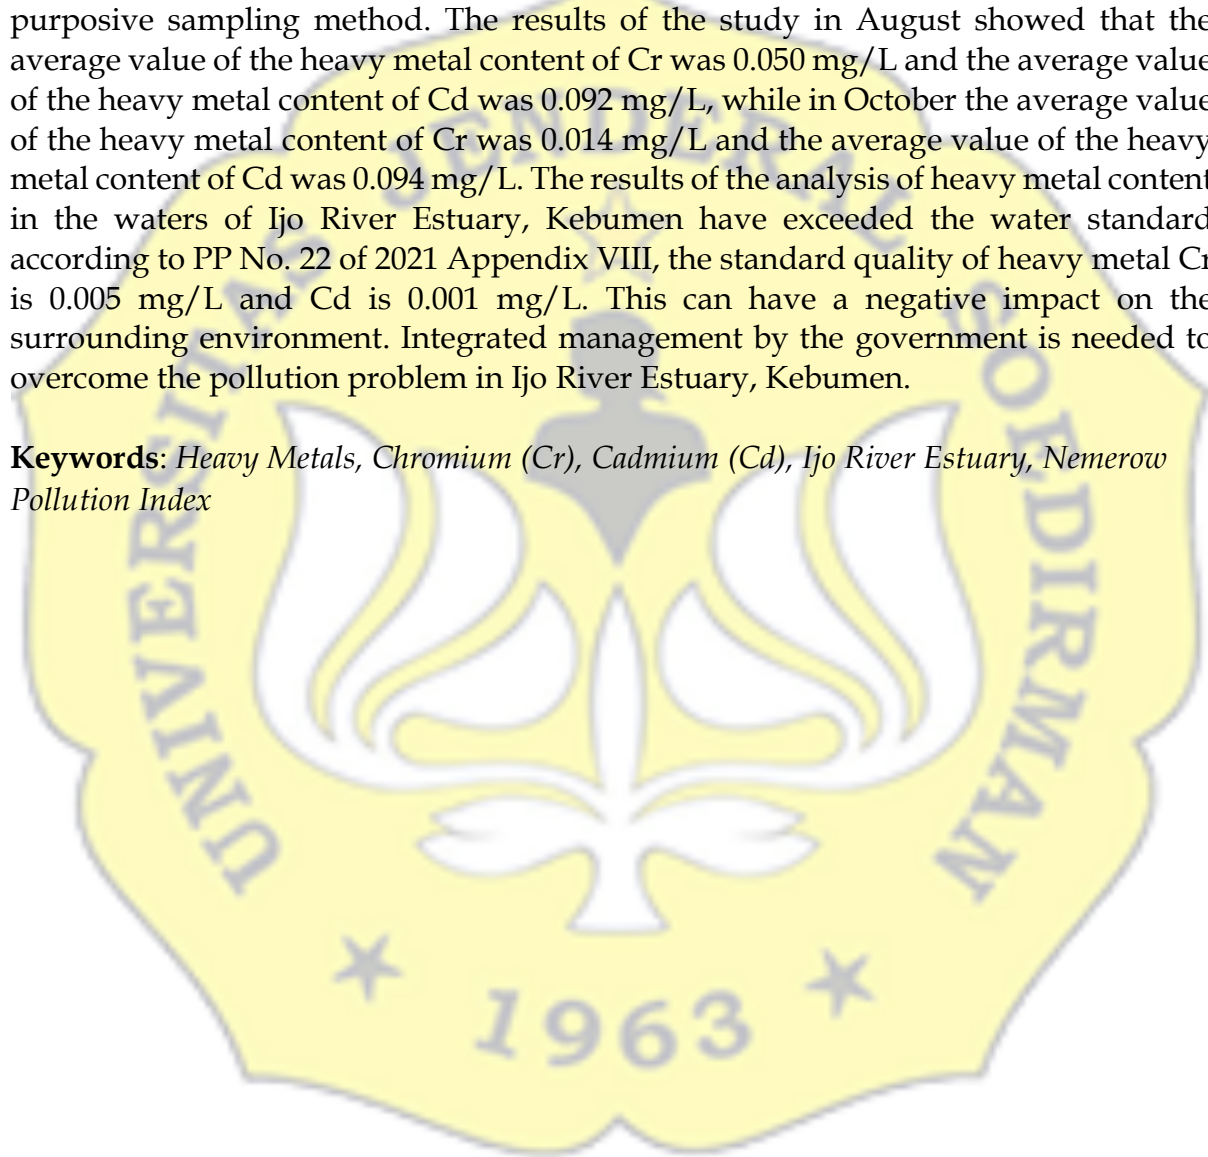 purposive sampling method. The results of the study in August showed that the
average value of the heavy metal content of Cr was 0.050 mg/L and the average value
of the heavy metal content of Cd was 0.092 mg/L, while in October the average value
of the heavy metal content of Cr was 0.014 mg/L and the average value of the heavy
metal content of Cd was 0.094 mg/L. The results of the analysis of heavy metal content
in the waters of Ijo River Estuary, Kebumen have exceeded the water standard
according to PP No. 22 of 2021 Appendix VIII, the standard quality of heavy metal Cr
is 0.005 mg/L and Cd is 0.001 mg/L. This can have a negative impact on the
surrounding environment. Integrated management by the government is needed to
overcome the pollution problem in Ijo River Estuary, Kebumen.
Keywords: Heavy Metals, Chromium (Cr), Cadmium (Cd), Ijo River Estuary, Nemerow
Pollution Index
UNIVERSITAS JENDERAL SOEDIRMAN
1963